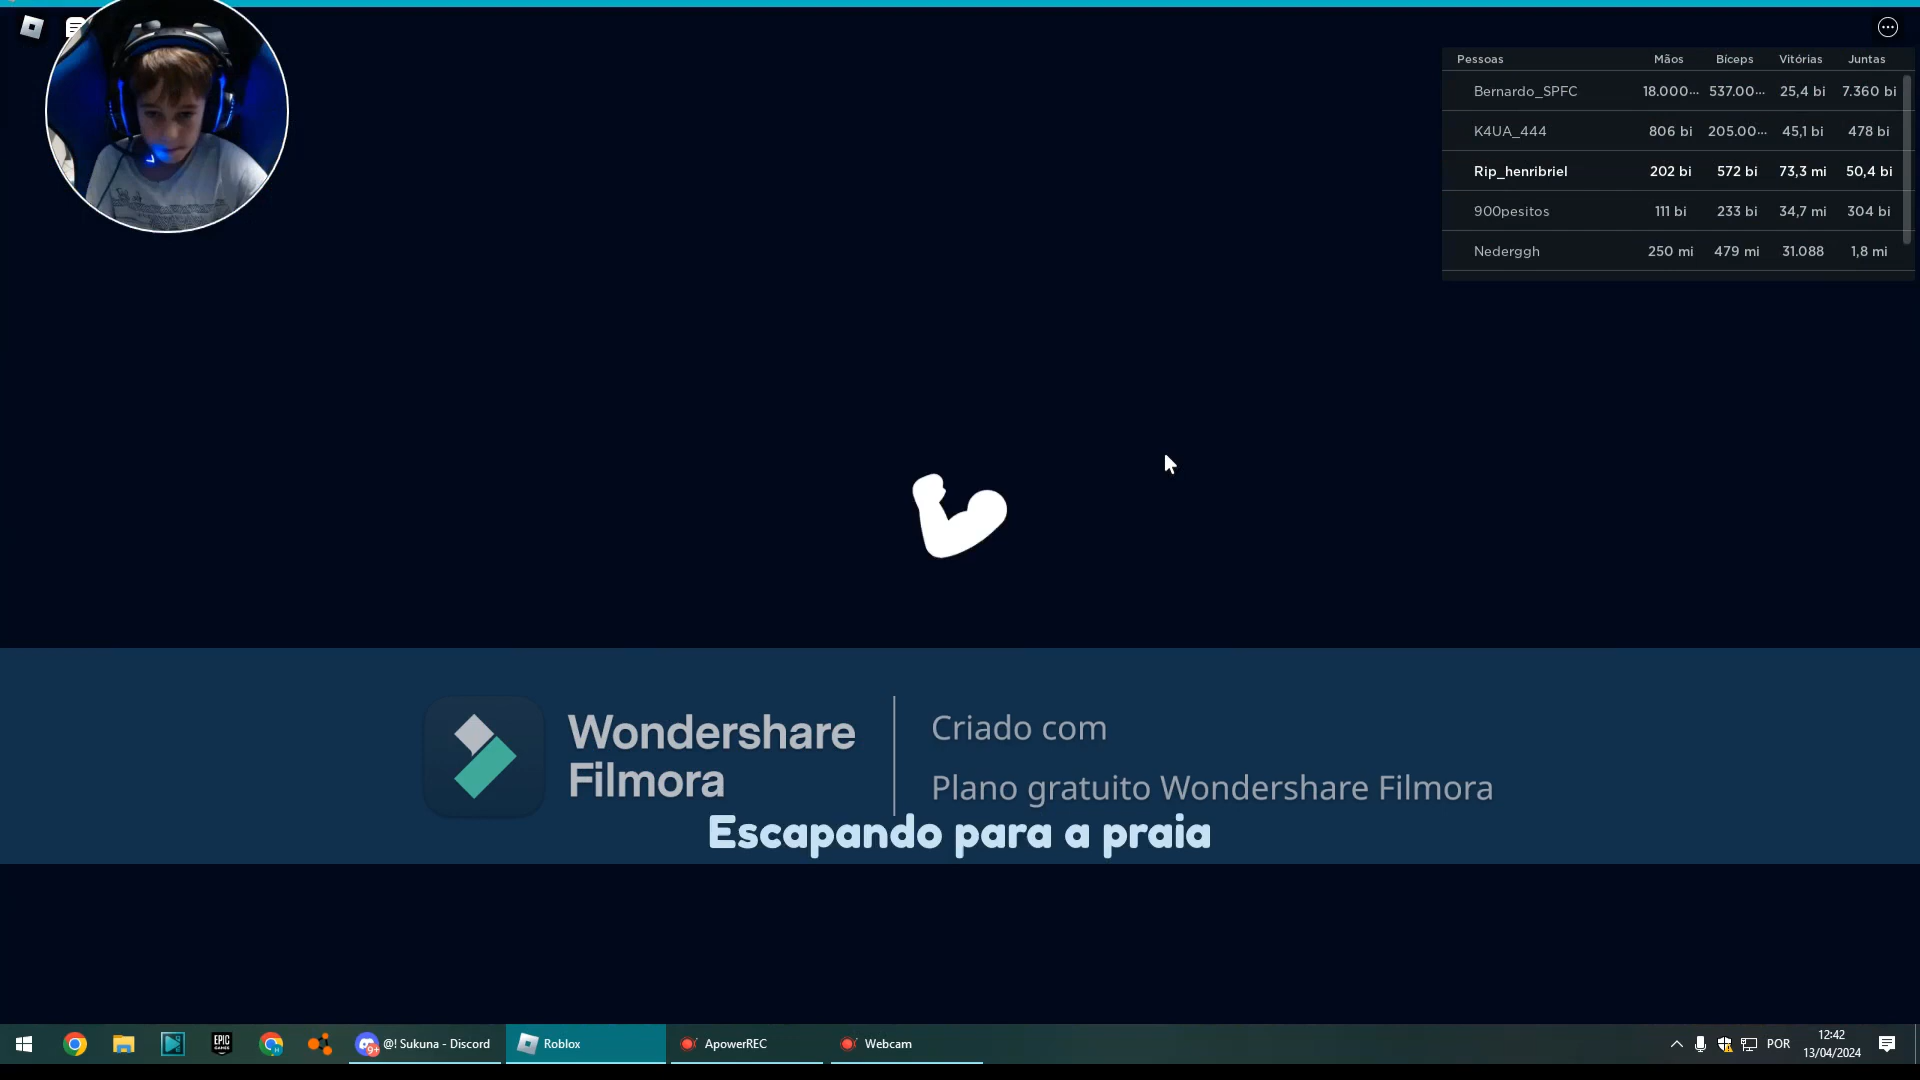 Pessoas Mãos Bíceps Vitórias Juntas
Bernardo_SPFC 18.000··· 537.00··· 25,4 bi 7.360 bi
K4UA_444 806 bi 205.00··· 45,1 bi 478 bi
Rip_henribriel 202 bi 572 bi 73,3 mi 50,4 bi
900pesitos 111 bi 233 bi 34,7 mi 304 bi
Nederggh 250 mi 479 mi 31.088 1,8 mi
Wondershare
Filmora
Criado com
Plano gratuito Wondershare Filmora
Escapando para a praia
EPIC
GAMES
9+
@! Sukuna - Discord
Roblox
ApowerREC
Webcam
POR
12:42
13/04/2024